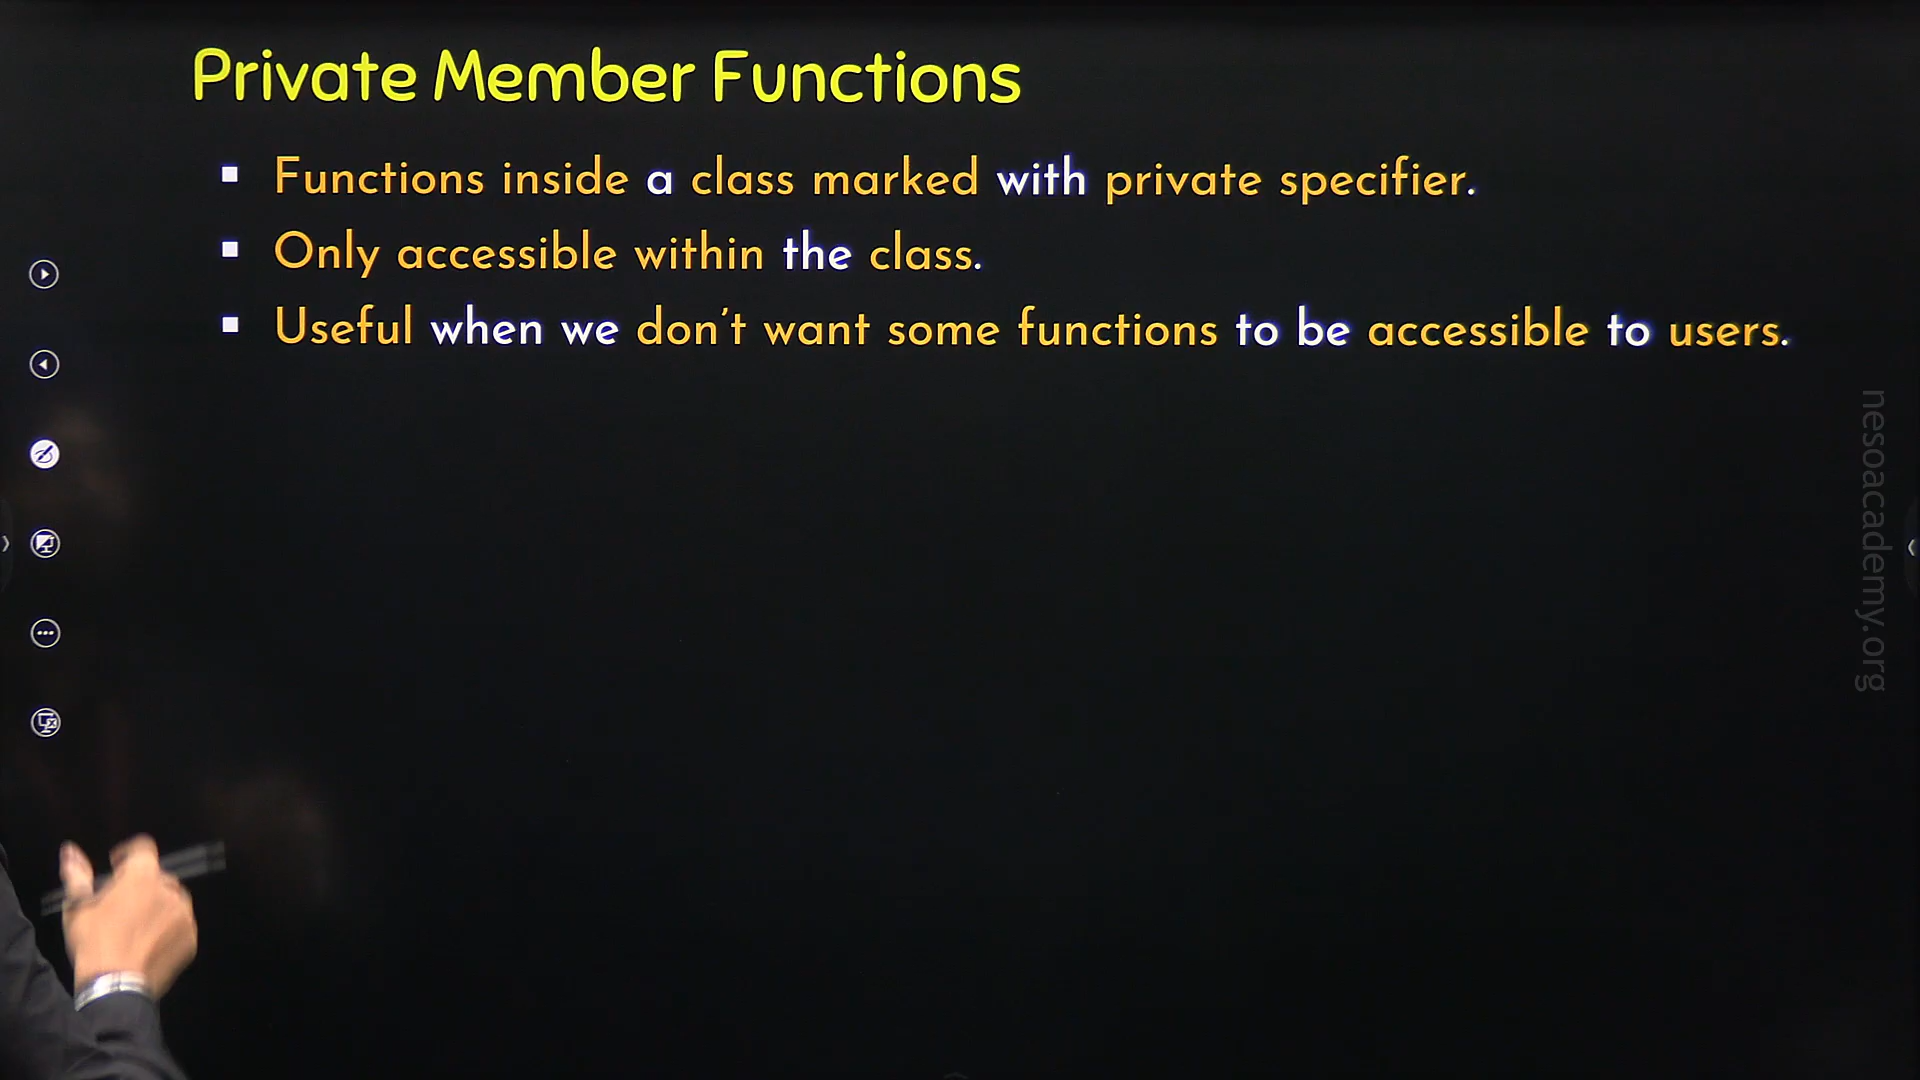 Private Member Functions
▪ Functions inside a class marked with private specifier.
▪ Only accessible within the class.
▪ Useful when we don't want some functions to be accessible to users.
nesoacademy.org